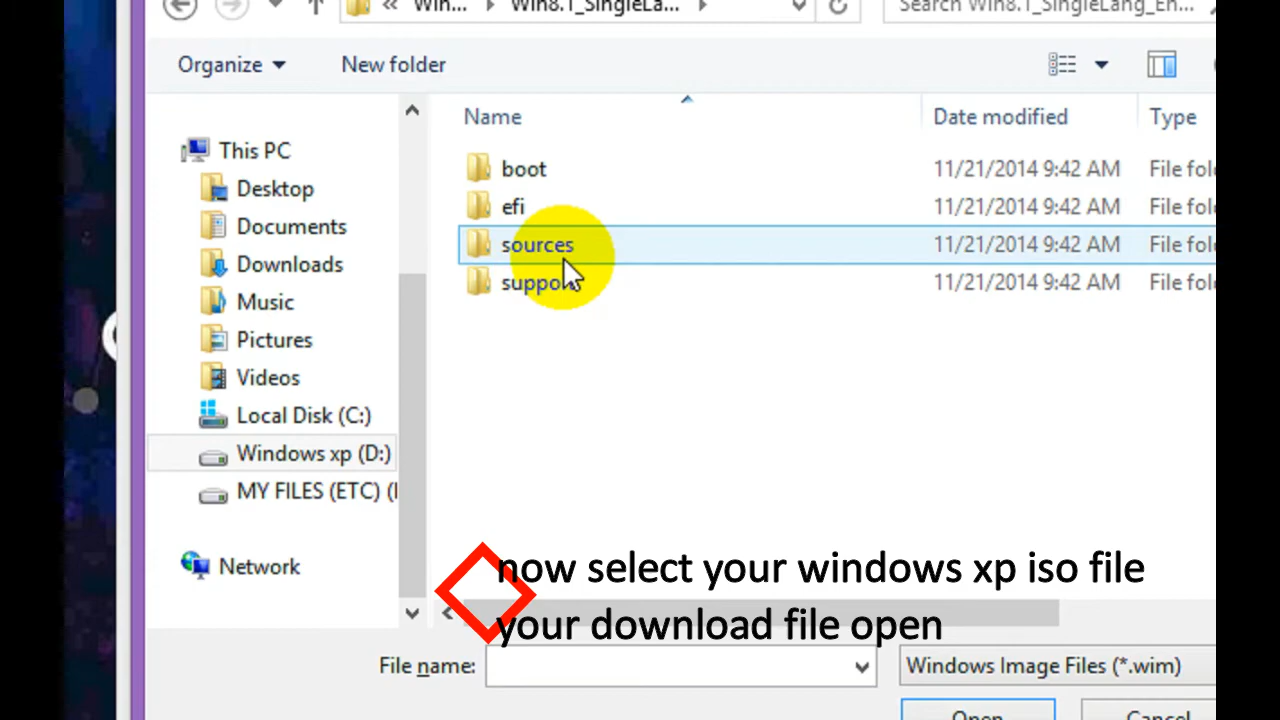 « Win... Win8.1_SingleLa...
Search Win8.1_SingleLang_En...
Organize
New folder
Name
Date modified
Type
This PC
Desktop
Documents
Downloads
Music
Pictures
Videos
Local Disk (C:)
Windows xp (D:)
MY FILES (ETC) (
Network
boot 11/21/2014 9:42 AM File fol
efi 11/21/2014 9:42 AM File fol
sources 11/21/2014 9:42 AM File fol
support 11/21/2014 9:42 AM File fol
now select your windows xp iso file
your download file open
File name:
Windows Image Files (*.wim)
Open
Cancel